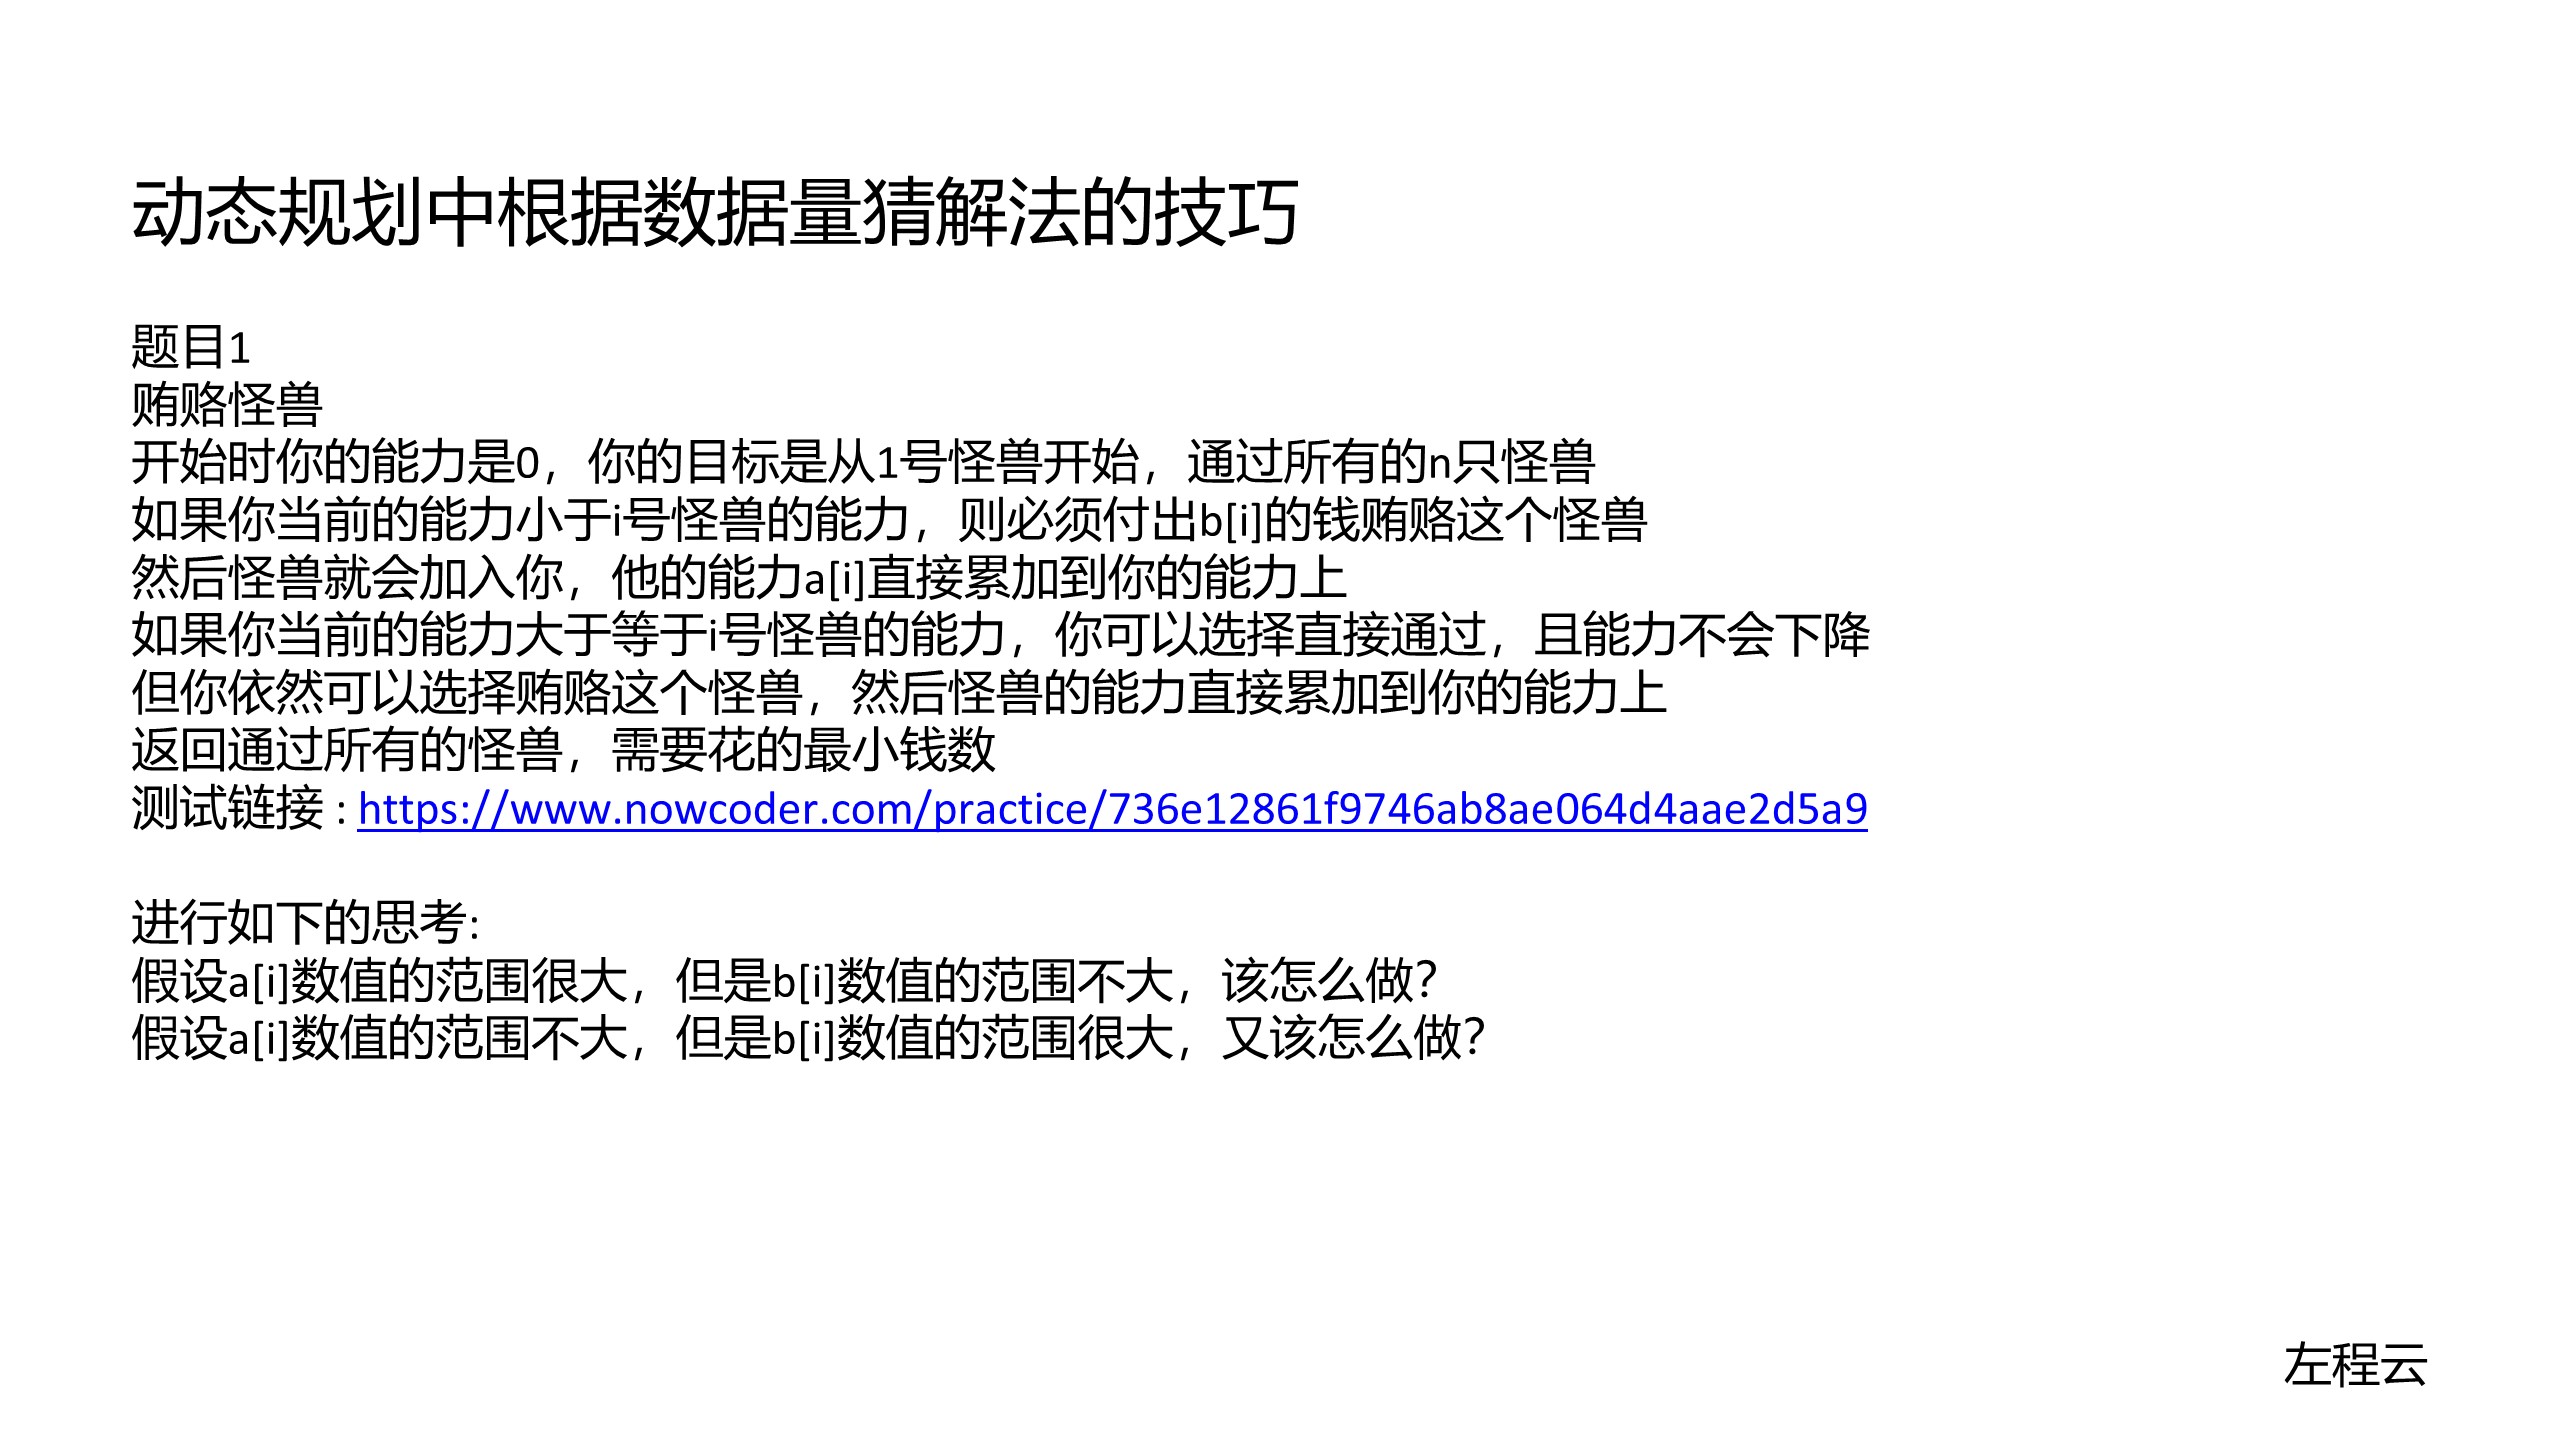 动态规划中根据数据量猜解法的技巧
题目1
贿赂怪兽
开始时你的能力是0，你的目标是从1号怪兽开始，通过所有的n只怪兽
如果你当前的能力小于i号怪兽的能力，则必须付出b[i]的钱贿赂这个怪兽
然后怪兽就会加入你，他的能力a[i]直接累加到你的能力上
如果你当前的能力大于等于i号怪兽的能力，你可以选择直接通过，且能力不会下降
但你依然可以选择贿赂这个怪兽，然后怪兽的能力直接累加到你的能力上
返回通过所有的怪兽，需要花的最小钱数
测试链接 : https://www.nowcoder.com/practice/736e12861f9746ab8ae064d4aae2d5a9
进行如下的思考:
假设a[i]数值的范围很大，但是b[i]数值的范围不大，该怎么做？
假设a[i]数值的范围不大，但是b[i]数值的范围很大，又该怎么做？
左程云